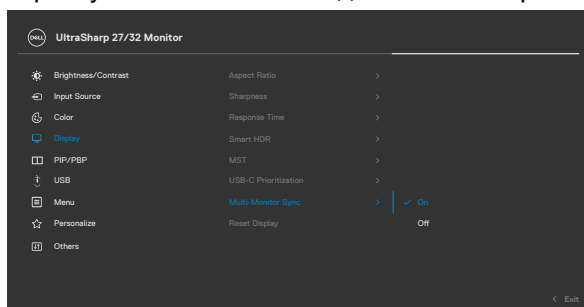 DELL UltraSharp 27/32 Monitor
Brightness/Contrast Aspect Ratio >
Input Source Sharpness >
Color Response Time >
Display Smart HDR >
PIP/PBP MST >
USB USB-C Prioritization >
Menu Multi-Monitor Sync > ✓ On
Personalize Reset Display Off
Others
< Exit